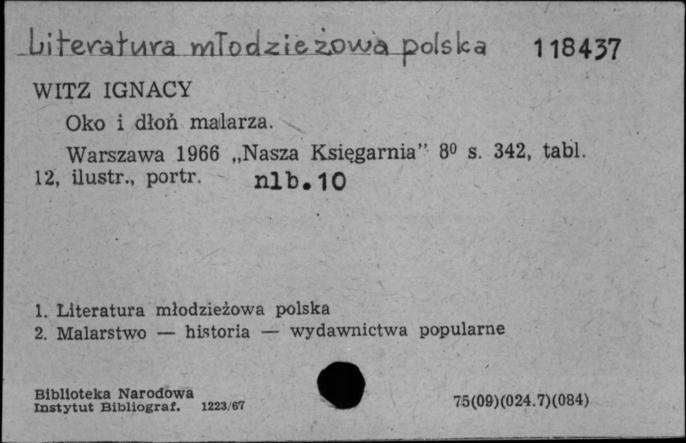 Literatura młodzieżowa polska 118437
WITZ IGNACY
Oko i dłoń malarza.
Warszawa 1966 „Nasza Księgarnia” 8⁰ s. 342, tabl.
12, ilustr., portr. nlb. 10
1. Literatura młodzieżowa polska
2. Malarstwo — historia — wydawnictwa popularne
Biblioteka Narodowa
Instytut Bibliograf. 1223/67
75(09)(024.7)(084)